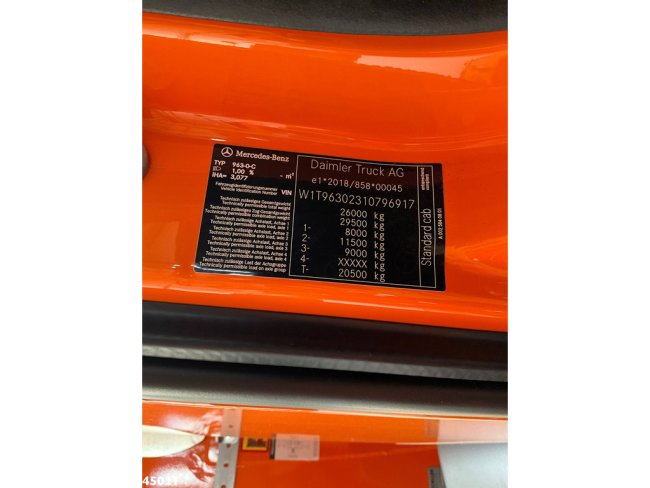 Mercedes-Benz
TYP 963-0-C
1,00 % - m²
IHA= 3,077
Fahrzeugidentifizierungsnummer
Vehicle Identification Number VIN
Technisch zulässiges Gesamtgewicht
Technically permissible total weight
Technisch zulässiges Zug-Gesamtgewicht
Technically permissible combination weight
Technisch zulässige Achslast, Achse 1
Technically permissible axle load, axle 1
Technisch zulässige Achslast, Achse 2
Technically permissible axle load, axle 2
Technisch zulässige Achslast, Achse 3
Technically permissible axle load, axle 3
Technisch zulässige Achslast, Achse 4
Technically permissible axle load, axle 4
Technisch zulässige Last der Achsgruppe
Technically permissible load on axle group
Daimler Truck AG
e1*2018/858*00045
W1T96302310796917
26000 kg
29500 kg
1- 8000 kg
2- 11500 kg
3- 9000 kg
4- XXXXX kg
T- 20500 kg
Standard cab